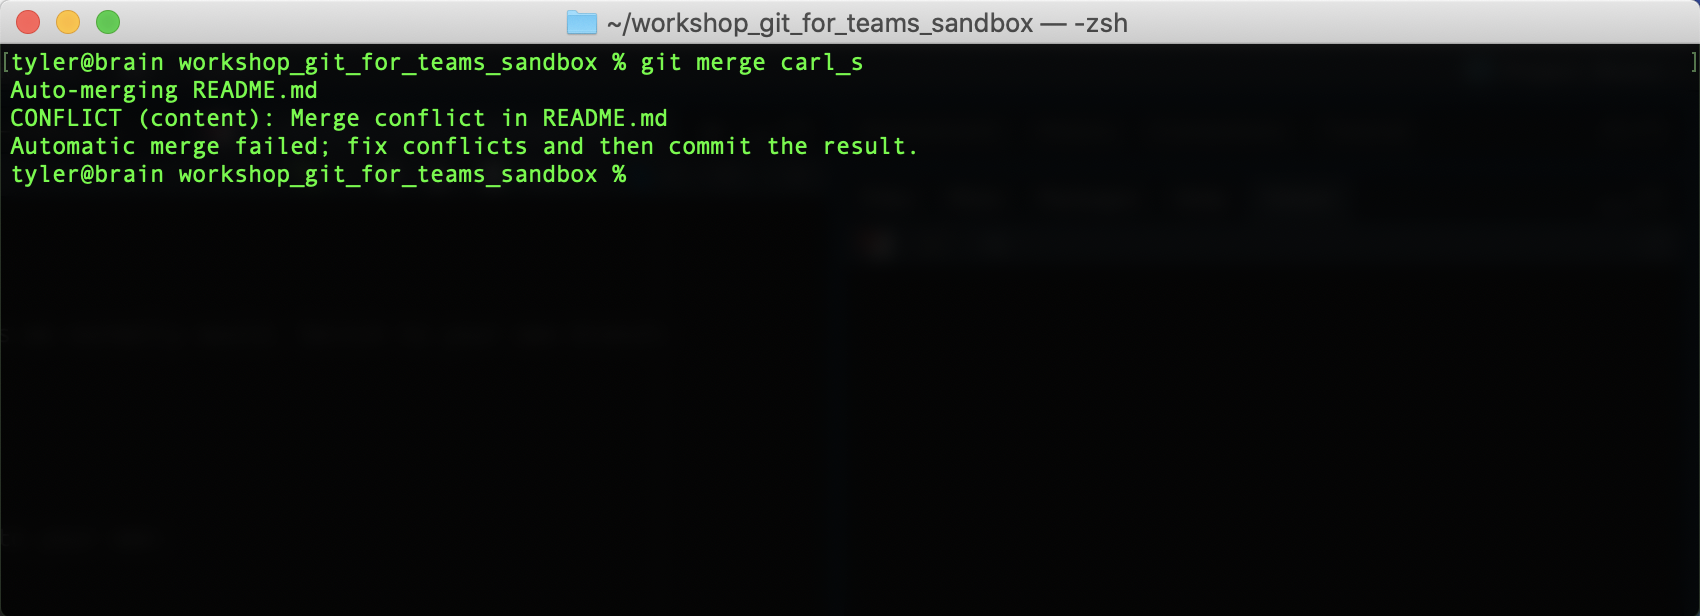 ~/workshop_git_for_teams_sandbox — -zsh
[tyler@brain workshop_git_for_teams_sandbox % git merge carl_s ]
Auto-merging README.md
CONFLICT (content): Merge conflict in README.md
Automatic merge failed; fix conflicts and then commit the result.
tyler@brain workshop_git_for_teams_sandbox %